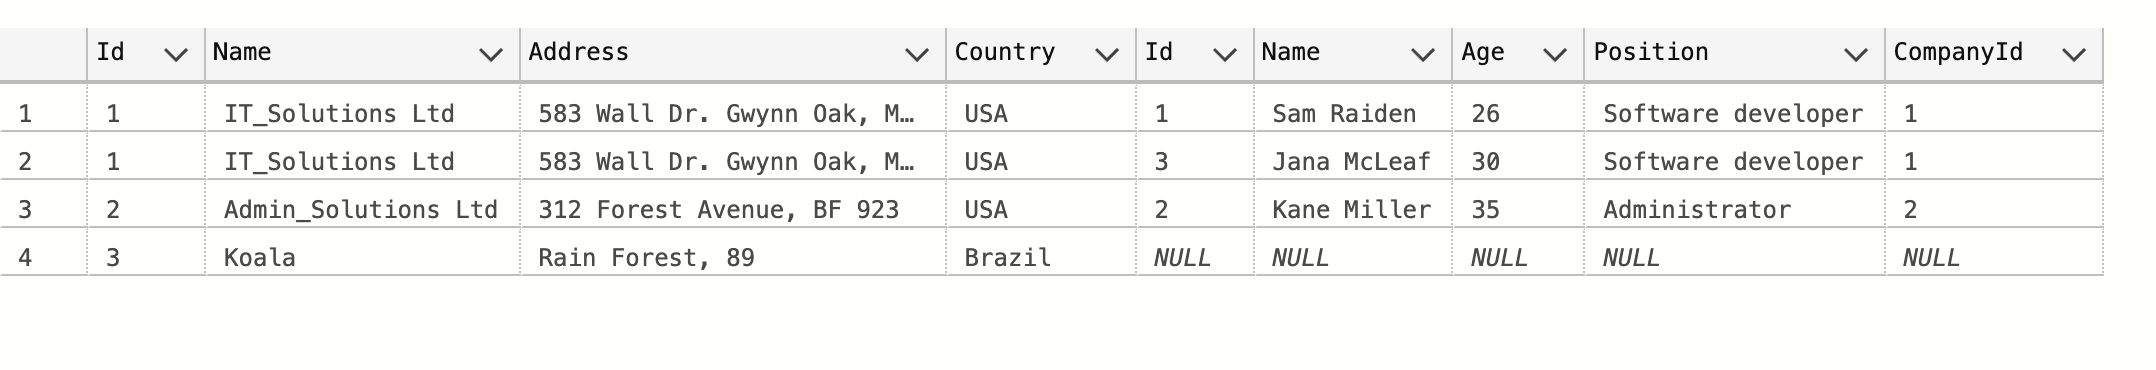 Id Name Address Country Id Name Age Position CompanyId
1 1 IT_Solutions Ltd 583 Wall Dr. Gwynn Oak, M… USA 1 Sam Raiden 26 Software developer 1
2 1 IT_Solutions Ltd 583 Wall Dr. Gwynn Oak, M… USA 3 Jana McLeaf 30 Software developer 1
3 2 Admin_Solutions Ltd 312 Forest Avenue, BF 923 USA 2 Kane Miller 35 Administrator 2
4 3 Koala Rain Forest, 89 Brazil NULL NULL NULL NULL NULL